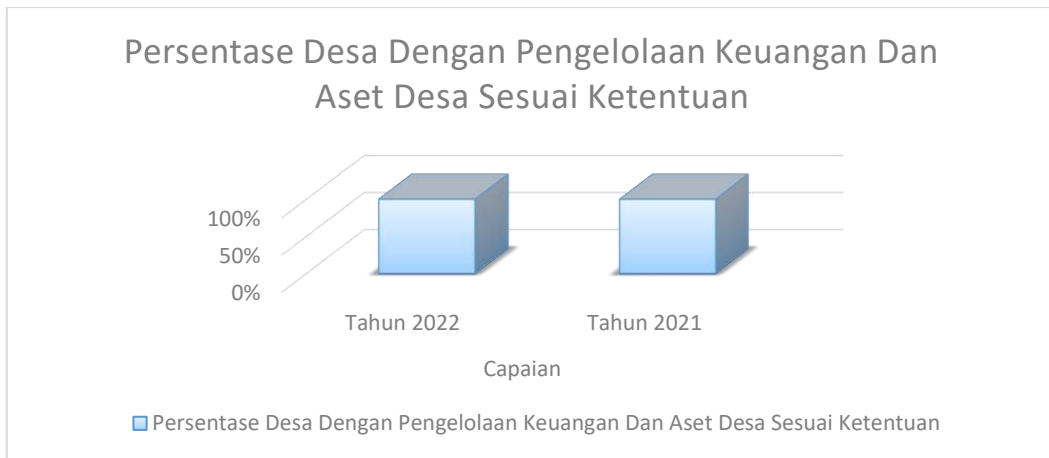 Persentase Desa Dengan Pengelolaan Keuangan Dan
Aset Desa Sesuai Ketentuan
100%
50%
0%
Tahun 2022 Tahun 2021
Capaian
Persentase Desa Dengan Pengelolaan Keuangan Dan Aset Desa Sesuai Ketentuan